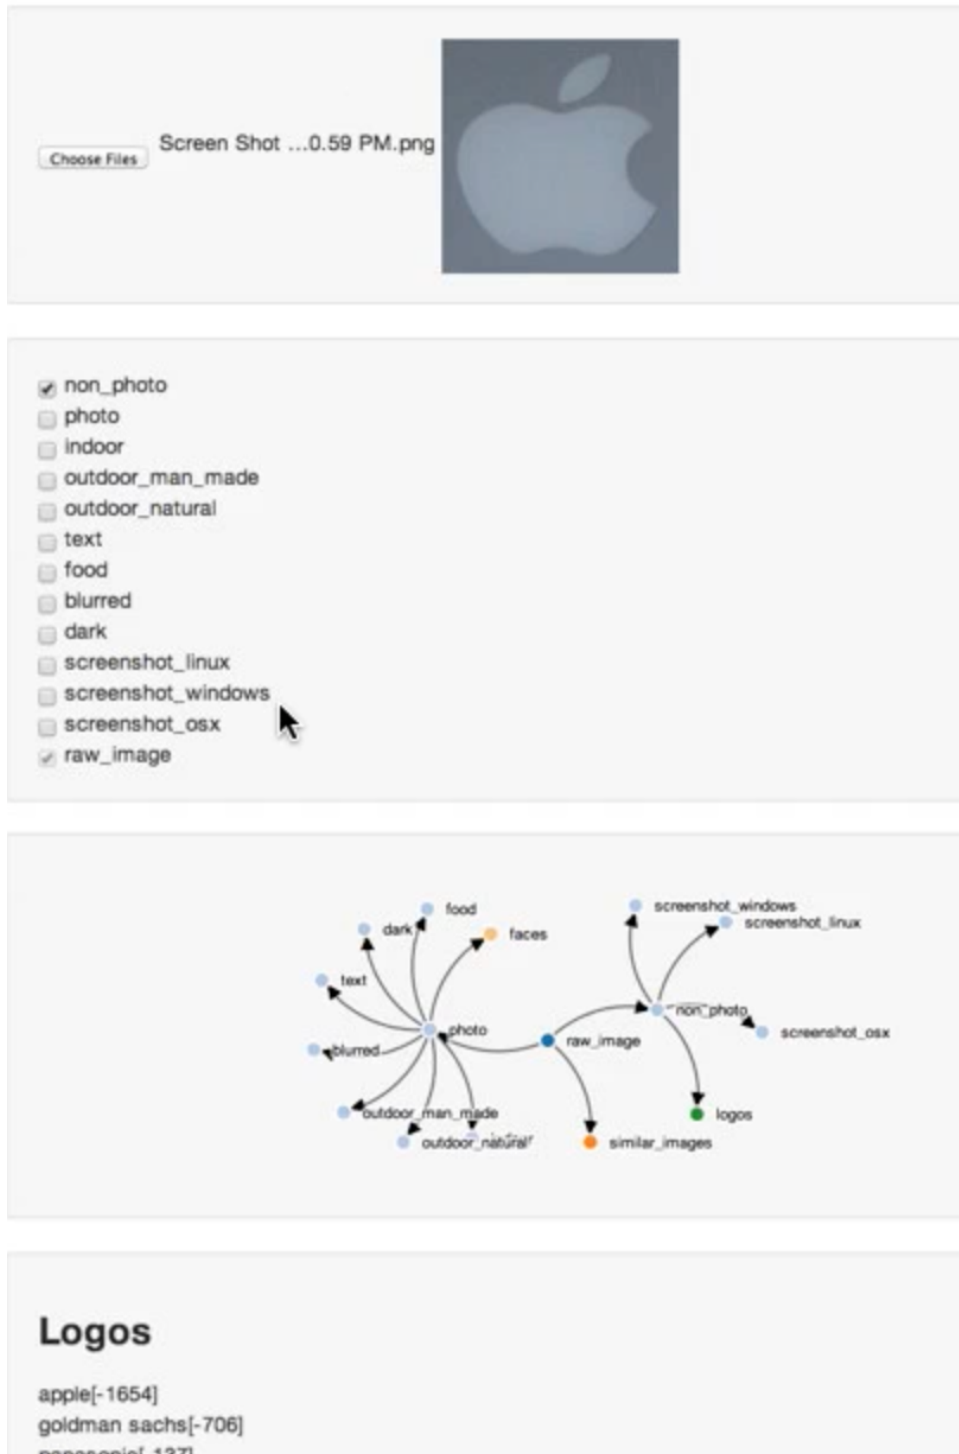 Choose Files Screen Shot ...0.59 PM.png
non_photo
photo
indoor
outdoor_man_made
outdoor_natural
text
food
blurred
dark
screenshot_linux
screenshot_windows
screenshot_osx
raw_image
food
screenshot_windows
dark
faces
screenshot_linux
text
photo
non_photo
blurred
raw_image
screenshot_osx
outdoor_man_made
logos
outdoor_natural
similar_images
Logos
apple[-1654]
goldman sachs[-706]